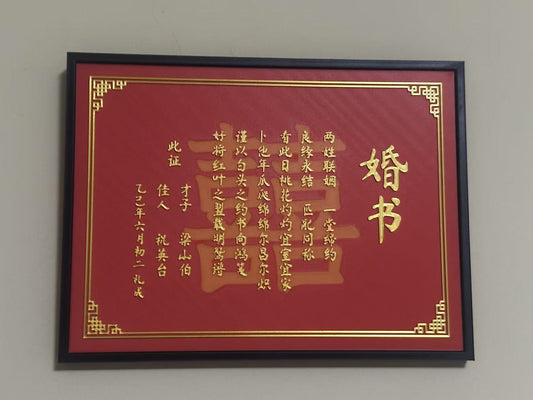 婚书
两姓联姻 一堂缔约
良缘永结 匹配同称
看此日桃花灼灼宜室宜家
卜他年瓜瓞绵绵尔昌尔炽
谨以白头之约书向鸿笺
好将红叶之盟载明鸳谱
此证
才子 梁山伯
佳人 祝英台
乙巳年六月初二礼成
囍